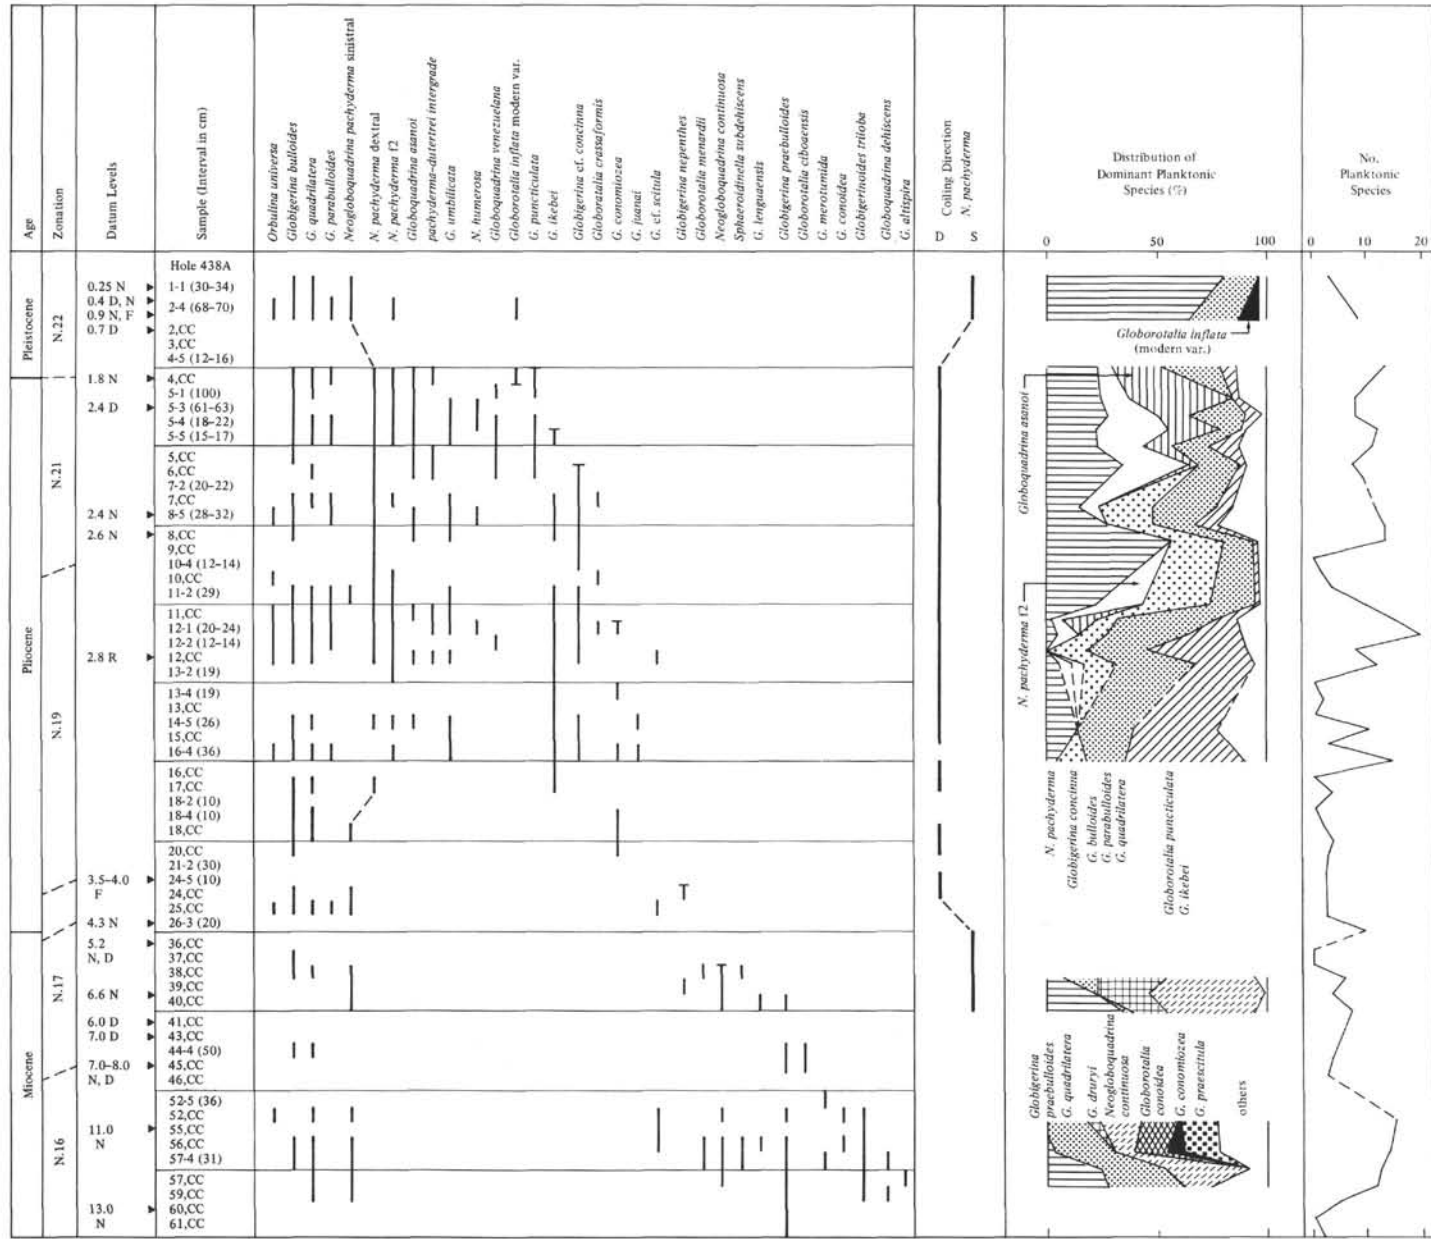 Age
Zonation
Datum Levels
Sample (Interval in cm)
Orbulina universa
Globigerina bulloides
G. quadrilatera
G. parabulloides
Neogloboquadrina pachyderma sinistral
N. pachyderma dextral
N. pachyderma f2
Globoquadrina asanoi
pachyderma-dutertrei intergrade
G. umbilicata
N. humerosa
Globoquadrina venezuelana
Globorotalia inflata modern var.
G. puncticulata
G. ikebei
Globigerina cf. concinna
Globoratalia crassaformis
G. conomiozea
G. juanai
G. cf. scitula
Globigerina nepenthes
Globorotalia menardii
Neogloboquadrina continuosa
Sphaeroidinella subdehiscens
G. lenguaensis
Globigerina praebulloides
Globorotalia ciboaensis
G. merotumida
G. conoidea
Globigerinoides triloba
Globoquadrina dehiscens
G. altispira
Coiling Direction
N. pachyderma
D S
Distribution of
Dominant Planktonic
Species (%)
0 50 100
No.
Planktonic
Species
0 10 20
Pleistocene
Pliocene
Miocene
N.22
N.21
N.19
N.17
N.16
0.25 N
0.4 D, N
0.9 N, F
0.7 D
1.8 N
2.4 D
2.4 N
2.6 N
2.8 R
3.5–4.0
F
4.3 N
5.2
N, D
6.6 N
6.0 D
7.0 D
7.0–8.0
N, D
11.0
N
13.0
N
Hole 438A
1-1 (30–34)
2-4 (68–70)
2,CC
3,CC
4-5 (12–16)
4,CC
5-1 (100)
5-3 (61–63)
5-4 (18–22)
5-5 (15–17)
5,CC
6,CC
7-2 (20–22)
7,CC
8-5 (28–32)
8,CC
9,CC
10-4 (12–14)
10,CC
11-2 (29)
11,CC
12-1 (20–24)
12-2 (12–14)
12,CC
13-2 (19)
13-4 (19)
13,CC
14-5 (26)
15,CC
16-4 (36)
16,CC
17,CC
18-2 (10)
18-4 (10)
18,CC
20,CC
21-2 (30)
24-5 (10)
24,CC
25,CC
26-3 (20)
36,CC
37,CC
38,CC
39,CC
40,CC
41,CC
43,CC
44-4 (50)
45,CC
46,CC
52-5 (36)
52,CC
55,CC
56,CC
57-4 (31)
57,CC
59,CC
60,CC
61,CC
Globorotalia inflata
(modern var.)
Globoquadrina asanoi
N. pachyderma f2
N. pachyderma
Globigerina concinna
G. bulloides
G. parabulloides
G. quadrilatera
Globorotalia puncticulata
G. ikebei
Globigerina
praebulloides
G. quadrilatera
G. druryi
Neogloboquadrina
continuosa
Globorotalia
conoidea
G. conomiozea
G. praescitula
others